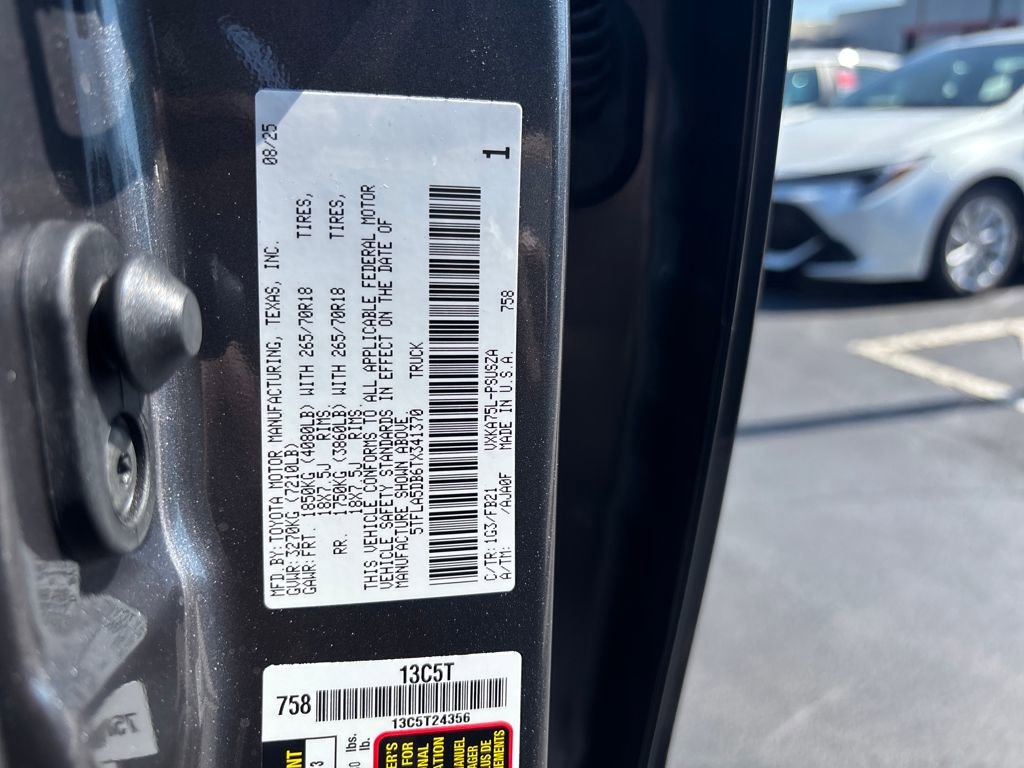 MFD.BY:TOYOTA MOTOR MANUFACTURING, TEXAS, INC. 08/25
GVWR:3270KG (7210LB)
GAWR:FRT. 1850KG (4080LB) WITH 265/70R18 TIRES,
18X7.5J RIMS.
RR. 1750KG (3860LB) WITH 265/70R18 TIRES,
18X7.5J RIMS.
THIS VEHICLE CONFORMS TO ALL APPLICABLE FEDERAL MOTOR
VEHICLE SAFETY STANDARDS IN EFFECT ON THE DATE OF
MANUFACTURE SHOWN ABOVE.
5TFLA5DB6TX341370 TRUCK
1
C/TR:1G3/FB21 VXKA75L-PSUSZA 758
A/TM: /AJA0F MADE IN U.S.A.
13C5T
758
13C5T24356